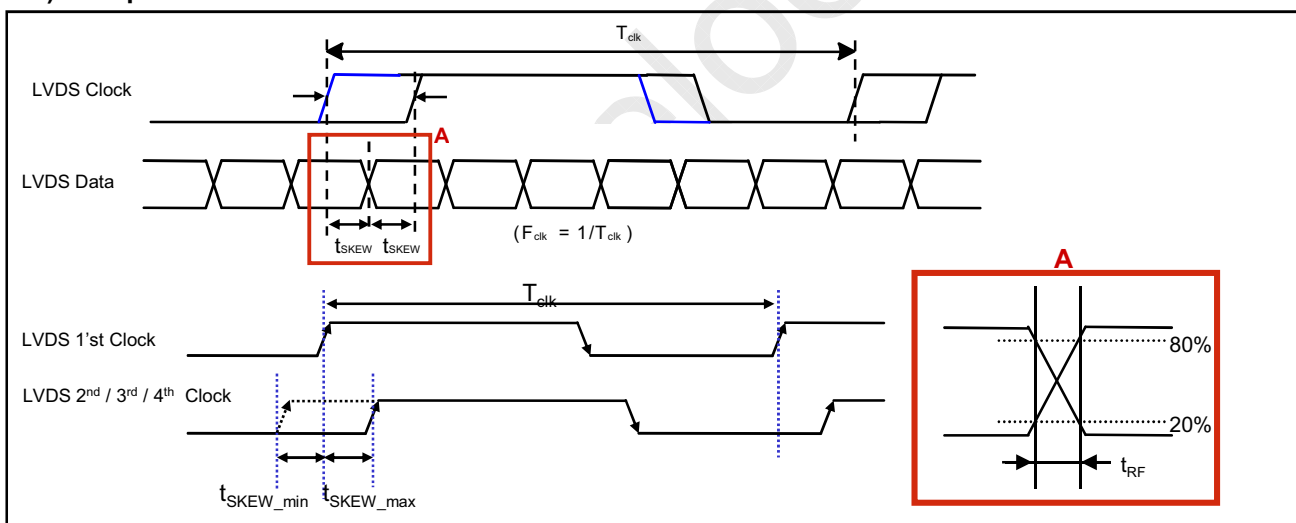 Tclk
LVDS Clock
A
LVDS Data
tSKEW tSKEW
(Fclk = 1/Tclk)
A
Tclk
LVDS 1'st Clock
80%
LVDS 2nd / 3rd / 4th Clock
20%
tRF
tSKEW_min tSKEW_max